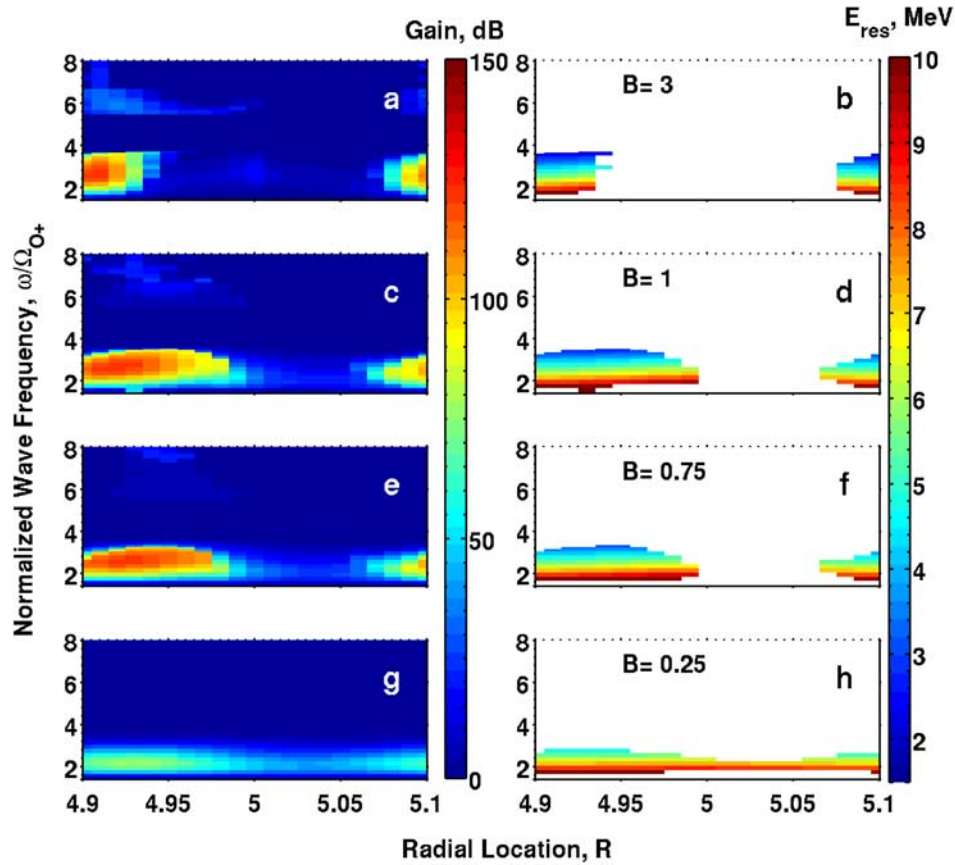 Gain, dB
E_res, MeV
150
100
50
0
10
9
8
7
6
5
4
3
2
Normalized Wave Frequency, ω/Ω_O+
8
6
4
2
a
B= 3
b
8
6
4
2
8
6
4
2
c
B= 1
d
8
6
4
2
8
6
4
2
e
B= 0.75
f
8
6
4
2
8
6
4
2
g
B= 0.25
h
8
6
4
2
4.9 4.95 5 5.05 5.1
4.9 4.95 5 5.05 5.1
Radial Location, R